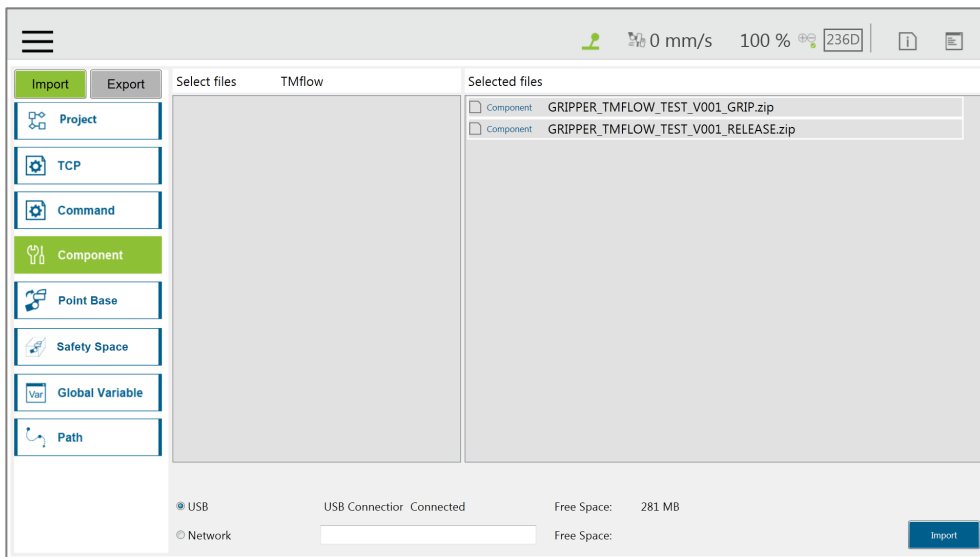 0 mm/s 100 % 236D
Import Export
Select files TMflow
Selected files
Component GRIPPER_TMFLOW_TEST_V001_GRIP.zip
Component GRIPPER_TMFLOW_TEST_V001_RELEASE.zip
Project
TCP
Command
Component
Point Base
Safety Space
Var Global Variable
Path
USB USB Connectior Connected Free Space: 281 MB
Network Free Space:
Import